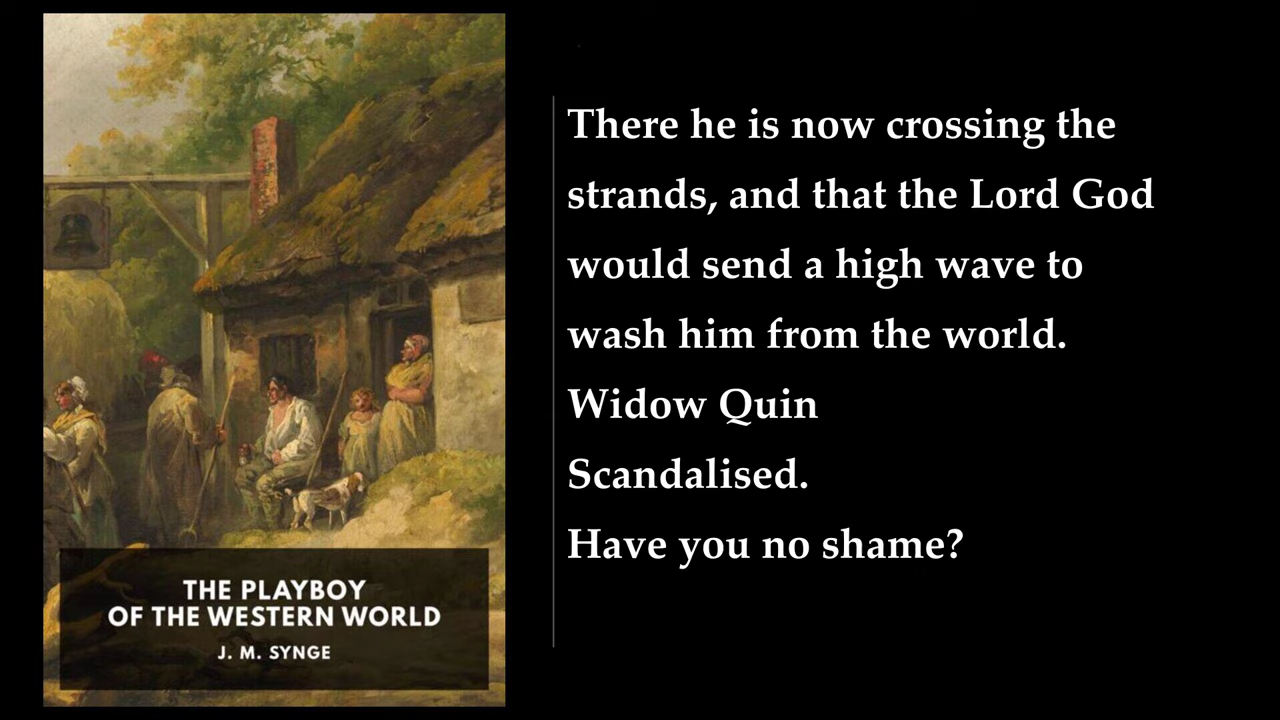 There he is now crossing the
strands, and that the Lord God
would send a high wave to
wash him from the world.
Widow Quin
Scandalised.
Have you no shame?
THE PLAYBOY
OF THE WESTERN WORLD
J. M. SYNGE